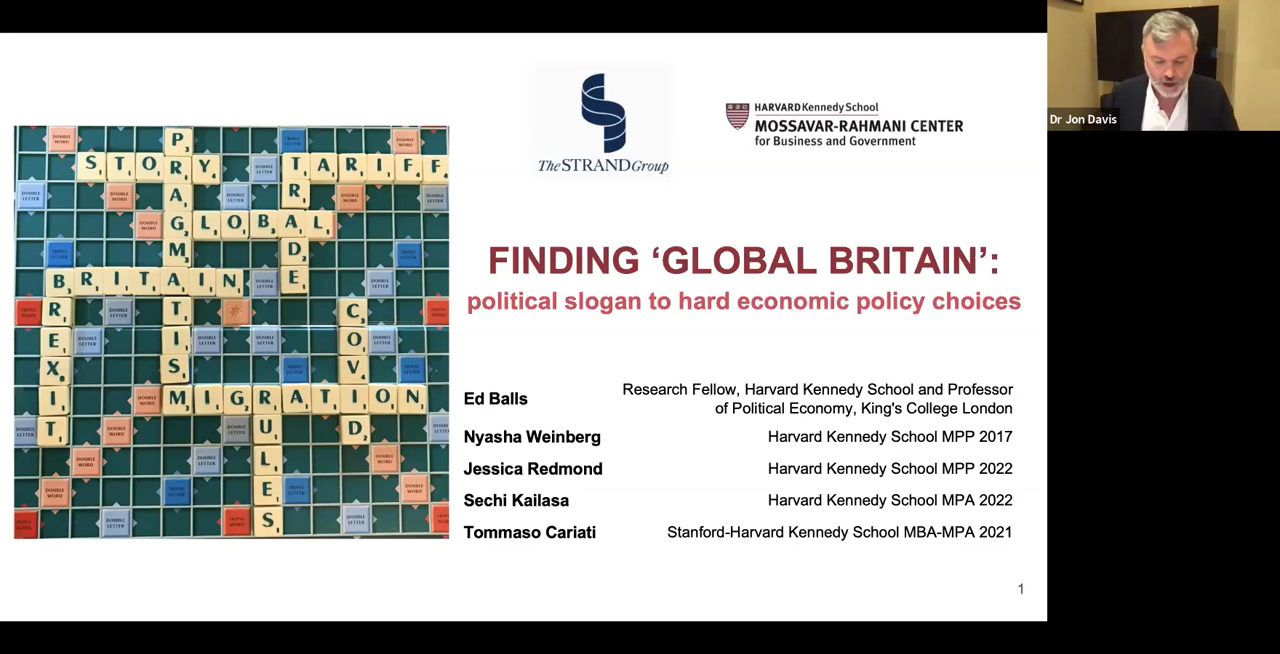 The STRAND Group
HARVARD Kennedy School
MOSSAVAR-RAHMANI CENTER
for Business and Government
FINDING ‘GLOBAL BRITAIN’:
political slogan to hard economic policy choices
Ed Balls
Research Fellow, Harvard Kennedy School and Professor
of Political Economy, King's College London
Nyasha Weinberg
Harvard Kennedy School MPP 2017
Jessica Redmond
Harvard Kennedy School MPP 2022
Sechi Kailasa
Harvard Kennedy School MPA 2022
Tommaso Cariati
Stanford-Harvard Kennedy School MBA-MPA 2021
1
Dr Jon Davis
STORY
TARIFF
PRAGMATISM
TRADE
GLOBAL
BRITAIN
BREXIT
COVID
MIGRATION
RULES